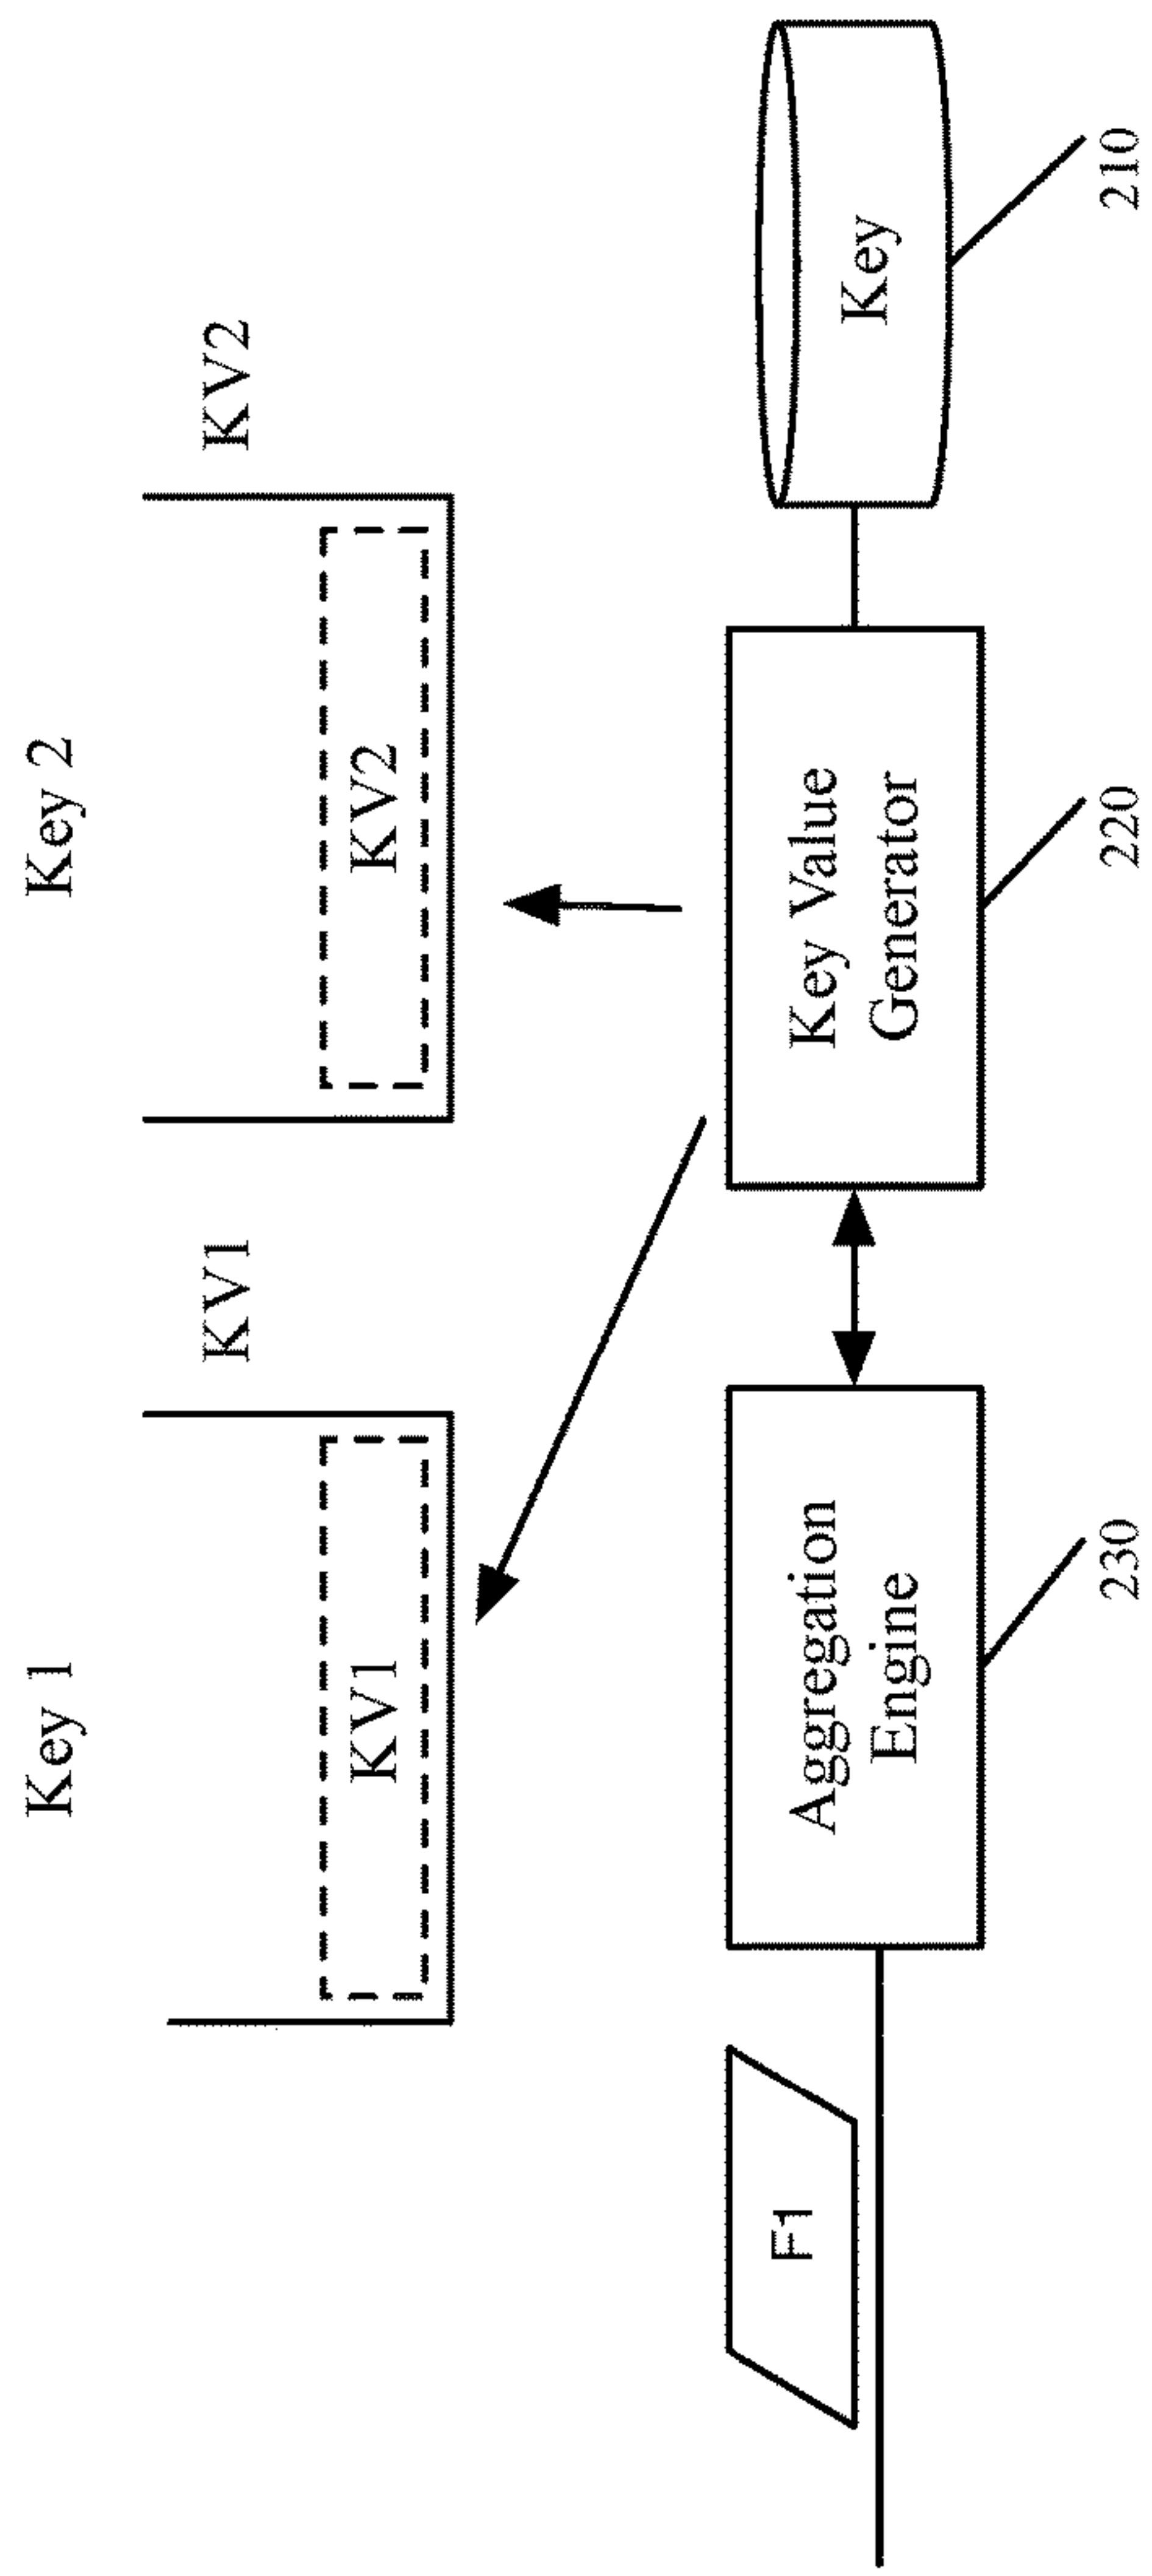 Key 1
Key 2
KV1
KV2
KV1
KV2
F1
Aggregation
Engine
Key Value
Generator
Key
230
220
210